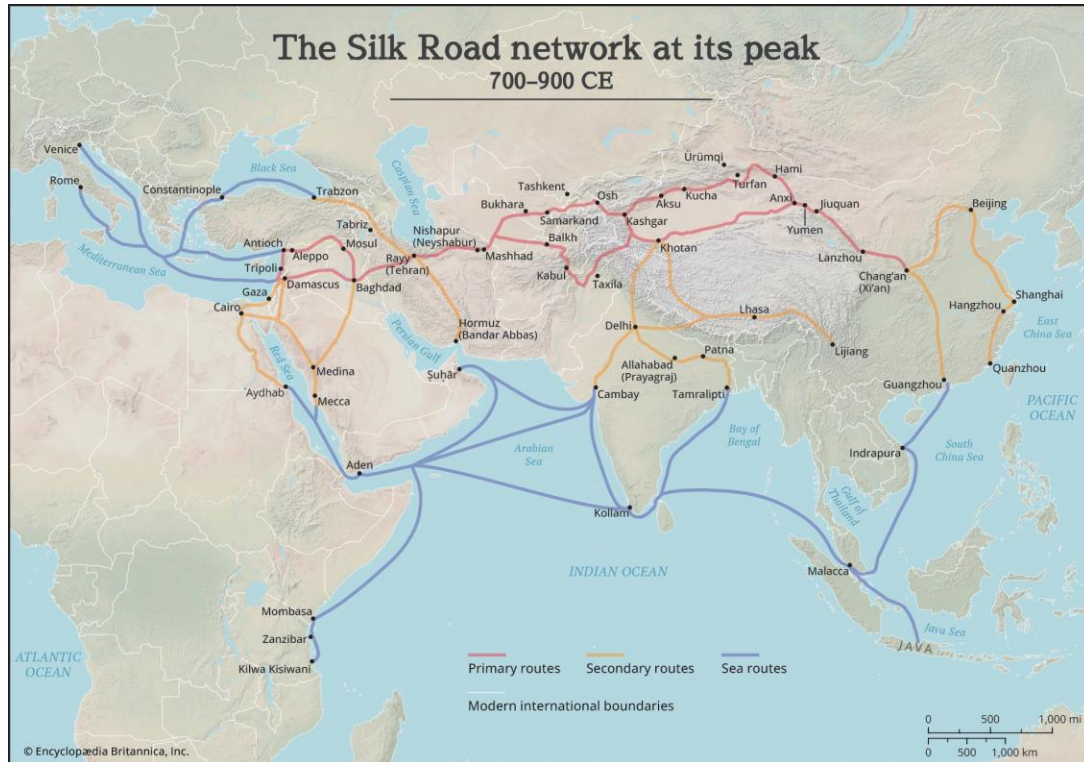 The Silk Road network at its peak
700–900 CE
Venice
Rome
Constantinople
Black Sea
Trabzon
Caspian Sea
Tabriz
Antioch
Aleppo
Mosul
Tripoli
Damascus
Baghdad
Mediterranean Sea
Gaza
Cairo
Rayy
(Tehran)
Nishapur
(Neyshabur)
Mashhad
Bukhara
Tashkent
Samarkand
Osh
Balkh
Kabul
Taxila
Kashgar
Aksu
Kucha
Ürümqi
Turfan
Hami
Khotan
Anxi
Yumen
Jiuquan
Lanzhou
Chang’an
(Xi’an)
Beijing
Shanghai
Hangzhou
East
China Sea
Quanzhou
Guangzhou
PACIFIC
OCEAN
Lhasa
Lijiang
Delhi
Patna
Allahabad
(Prayagraj)
Tamralipti
Cambay
Hormuz
(Bandar Abbas)
Persian Gulf
Ṣuḥār
Red Sea
ʿAydhab
Medina
Mecca
Aden
Arabian
Sea
Bay of
Bengal
Kollam
Indrapura
South
China Sea
Gulf of
Thailand
Malacca
INDIAN OCEAN
Java Sea
JAVA
Mombasa
Zanzibar
Kilwa Kisiwani
ATLANTIC
OCEAN
Primary routes
Secondary routes
Sea routes
Modern international boundaries
0 500 1,000 mi
0 500 1,000 km
© Encyclopædia Britannica, Inc.